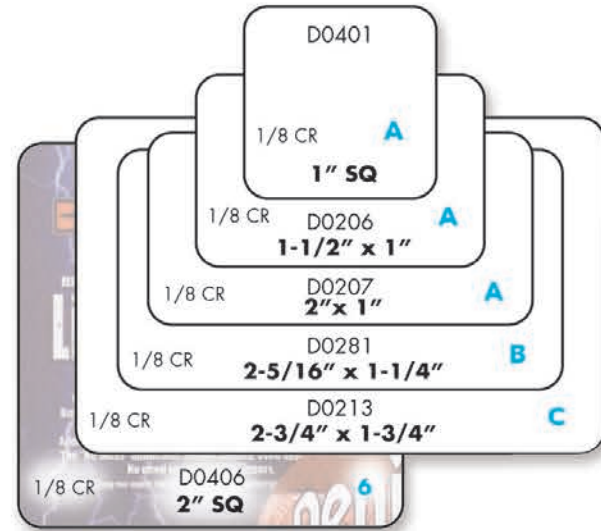 D0401
1/8 CR A
1” SQ
1/8 CR D0206 A
1-1/2” x 1”
1/8 CR D0207 A
2”x 1”
1/8 CR D0281 B
2-5/16” x 1-1/4”
1/8 CR D0213 C
2-3/4” x 1-3/4”
1/8 CR D0406 6
2” SQ